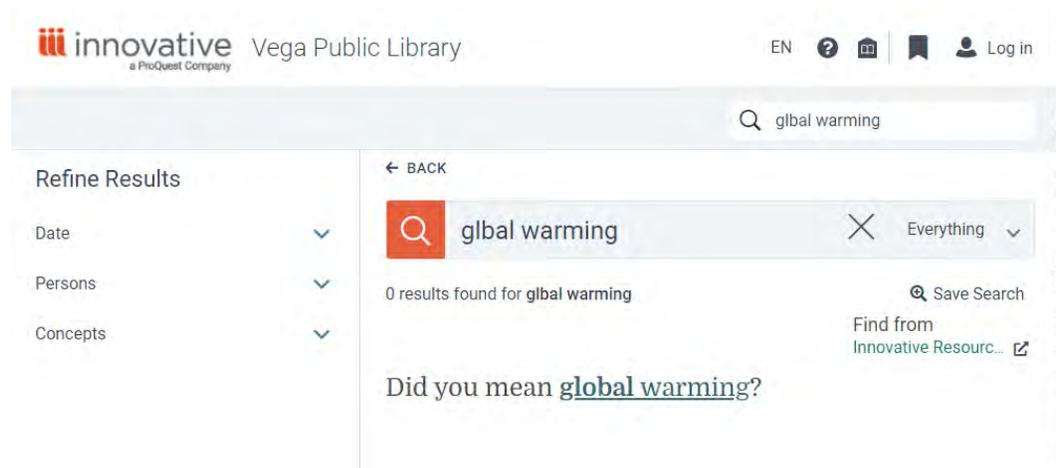 innovative Vega Public Library EN Log in
a ProQuest Company
glbal warming
Refine Results
Date
Persons
Concepts
← BACK
glbal warming Everything
0 results found for glbal warming
Save Search
Find from
Innovative Resourc...
Did you mean global warming?